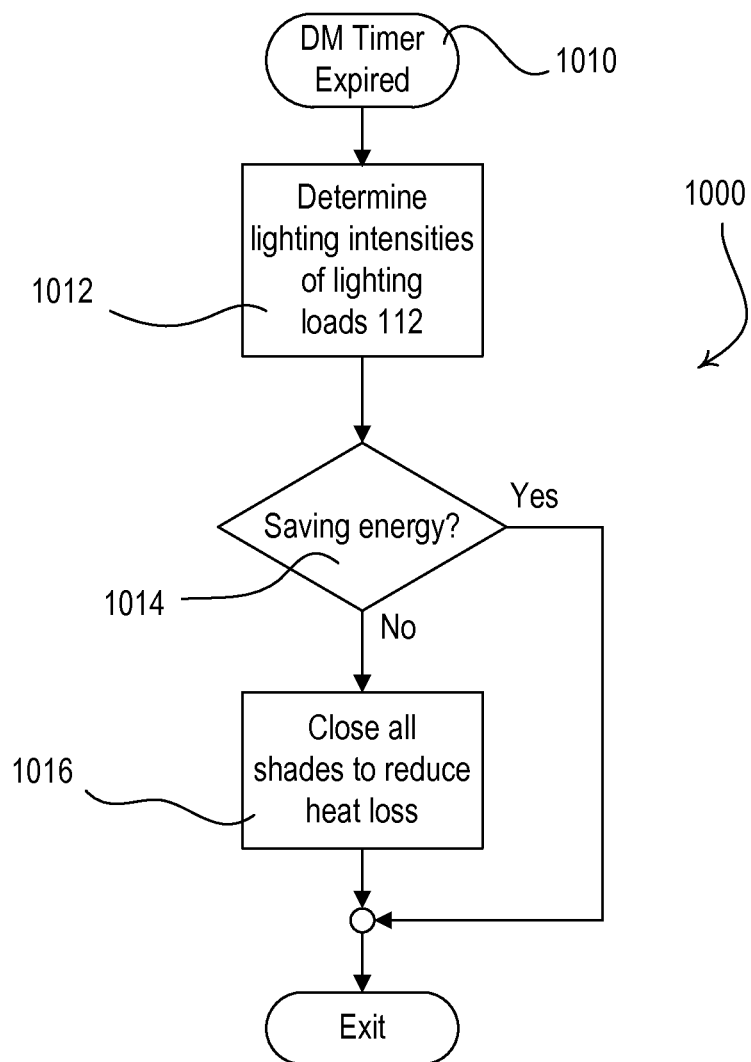 DM Timer
Expired
1010
1000
Determine
lighting intensities
of lighting
loads 112
1012
Yes
Saving energy?
1014
No
Close all
shades to reduce
heat loss
1016
Exit